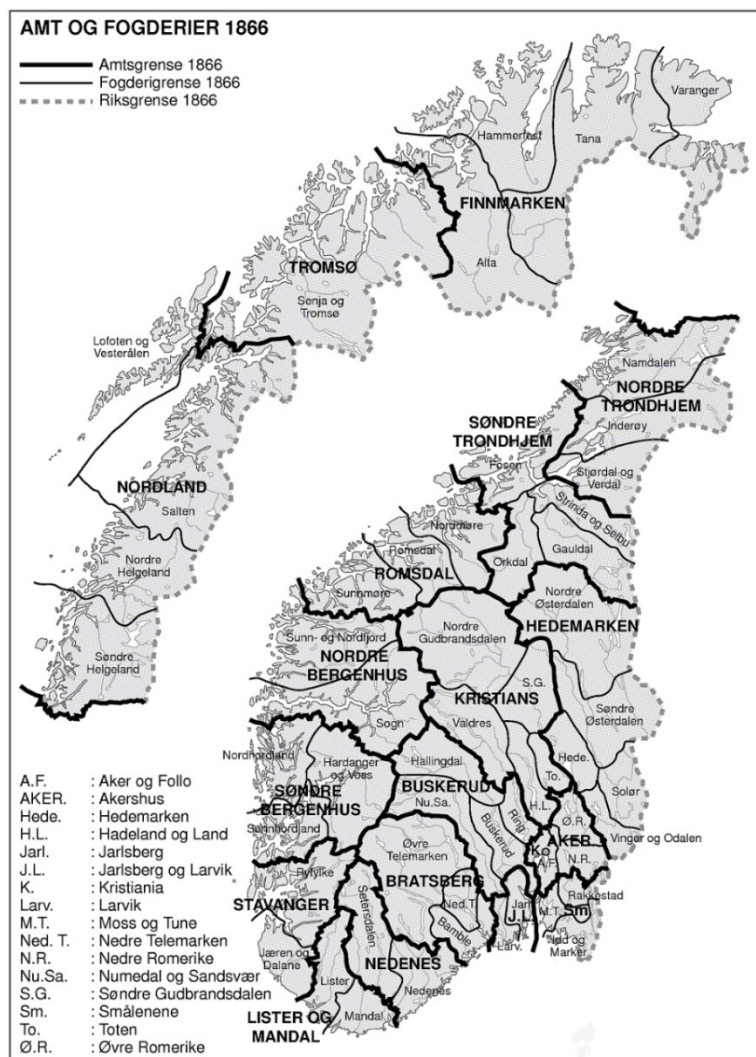 AMT OG FOGDERIER 1866
Amtsgrense 1866
Fogderigrense 1866
Riksgrense 1866
Varanger
Hammerfest
Tana
FINNMARKEN
Alta
TROMSØ
Senja og
Tromsø
Lofoten og
Vesterålen
NORDLAND
Salten
Nordre
Helgeland
Søndre
Helgeland
Namdalen
NORDRE
TRONDHJEM
Inderøy
SØNDRE
TRONDHJEM
Fosen
Stjørdal og
Verdal
Strinda og Selbu
Nordmøre
Orkdal
Gauldal
Romsdal
ROMSDAL
Sunnmøre
Nordre
Østerdalen
HEDEMARKEN
Nordre
Gudbrandsdalen
Sunn- og Nordfjord
NORDRE
BERGENHUS
S.G.
KRISTIANS
Søndre
Østerdalen
Valdres
Sogn
Nordhordland
Hardanger
og Voss
Hallingdal
Hede.
To.
Solør
SØNDRE
BERGENHUS
BUSKERUD
Nu.Sa.
H.L.
Ring
Buskerud
Ø.R.
Vinger og Odalen
Sunnhordland
K.
AKER.
A.F.
N.R.
Øvre
Telemarken
Ryfylke
BRATSBERG
STAVANGER
Setersdalen
Ned.T.
Jarl.
J.L.
Rakkestad
M.T.
Sm
Bamble
Larv.
Idd og
Marker
Jæren og
Dalane
NEDENES
Lister
Nedenes
LISTER OG
MANDAL
Mandal
A.F. : Aker og Follo
AKER. : Akershus
Hede. : Hedemarken
H.L. : Hadeland og Land
Jarl. : Jarlsberg
J.L. : Jarlsberg og Larvik
K. : Kristiania
Larv. : Larvik
M.T. : Moss og Tune
Ned. T. : Nedre Telemarken
N.R. : Nedre Romerike
Nu.Sa. : Numedal og Sandsvær
S.G. : Søndre Gudbrandsdalen
Sm. : Smålenene
To. : Toten
Ø.R. : Øvre Romerike